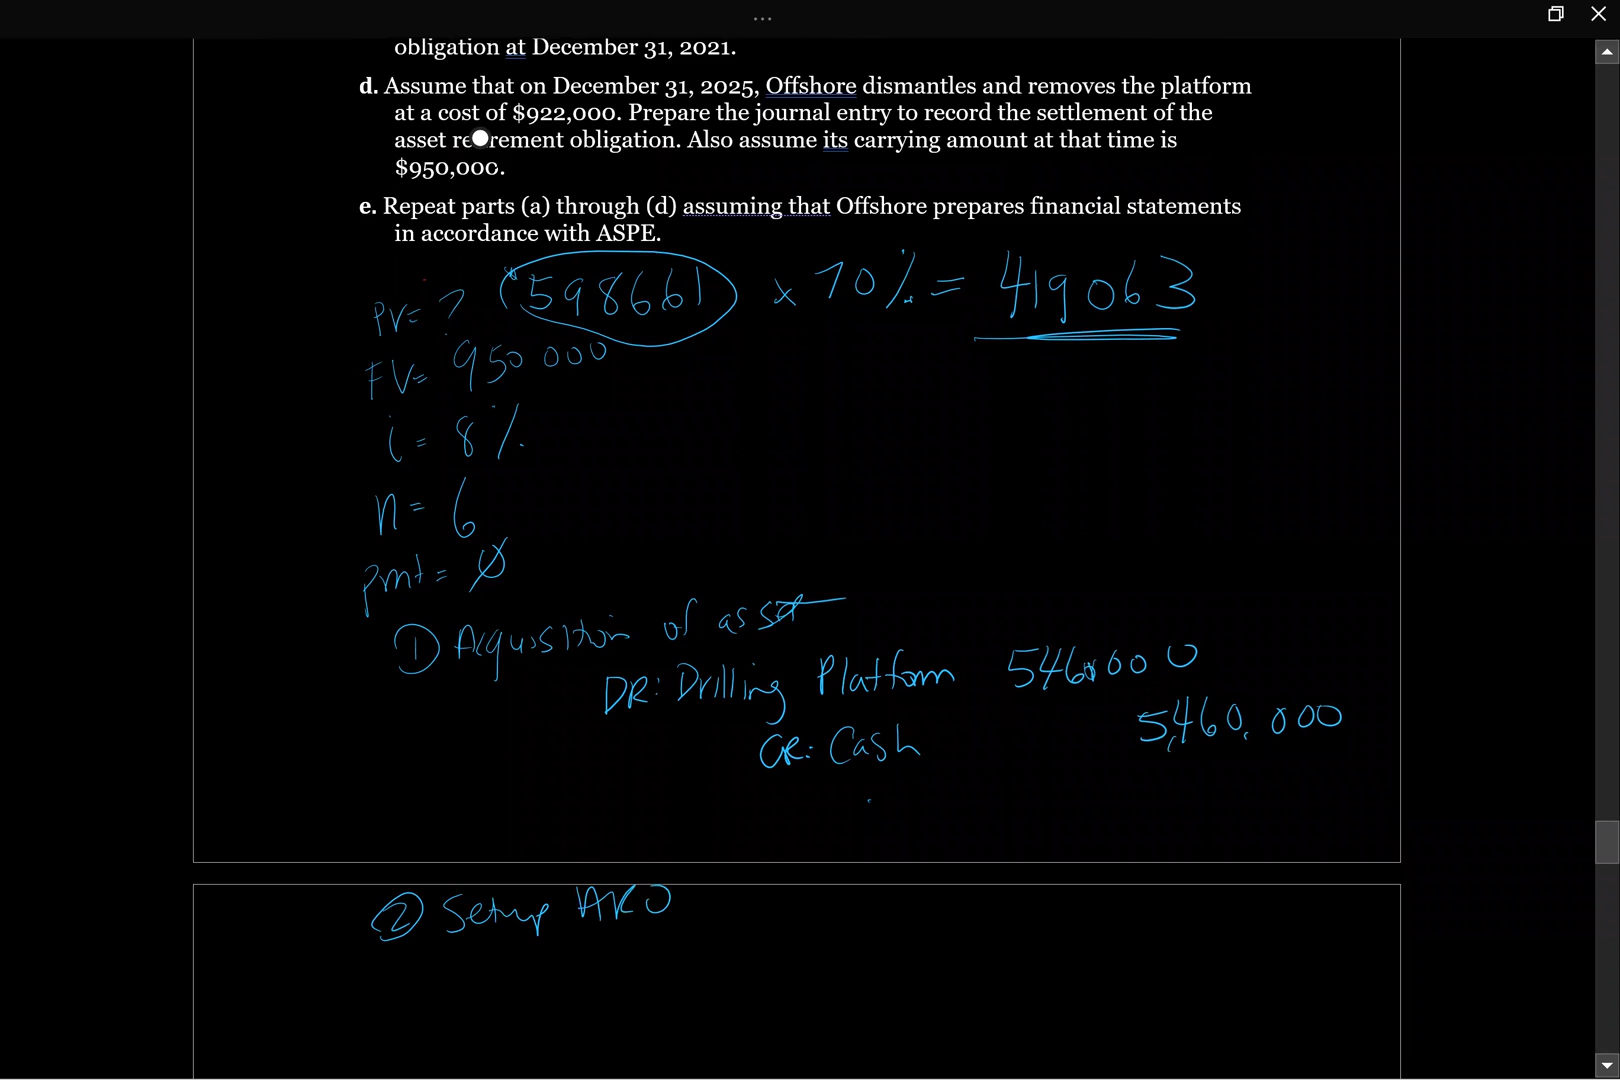 obligation at December 31, 2021.
d. Assume that on December 31, 2025, Offshore dismantles and removes the platform
at a cost of $922,000. Prepare the journal entry to record the settlement of the
asset retirement obligation. Also assume its carrying amount at that time is
$950,000.
e. Repeat parts (a) through (d) assuming that Offshore prepares financial statements
in accordance with ASPE.
PV= ? (598661) x 70% = 419063
FV= 950 000
i = 8%
n = 6
pmt = Ø
① Acquisition of asset
DR: Drilling Platform 5460000
CR: Cash 5,460,000
② Setup ARO